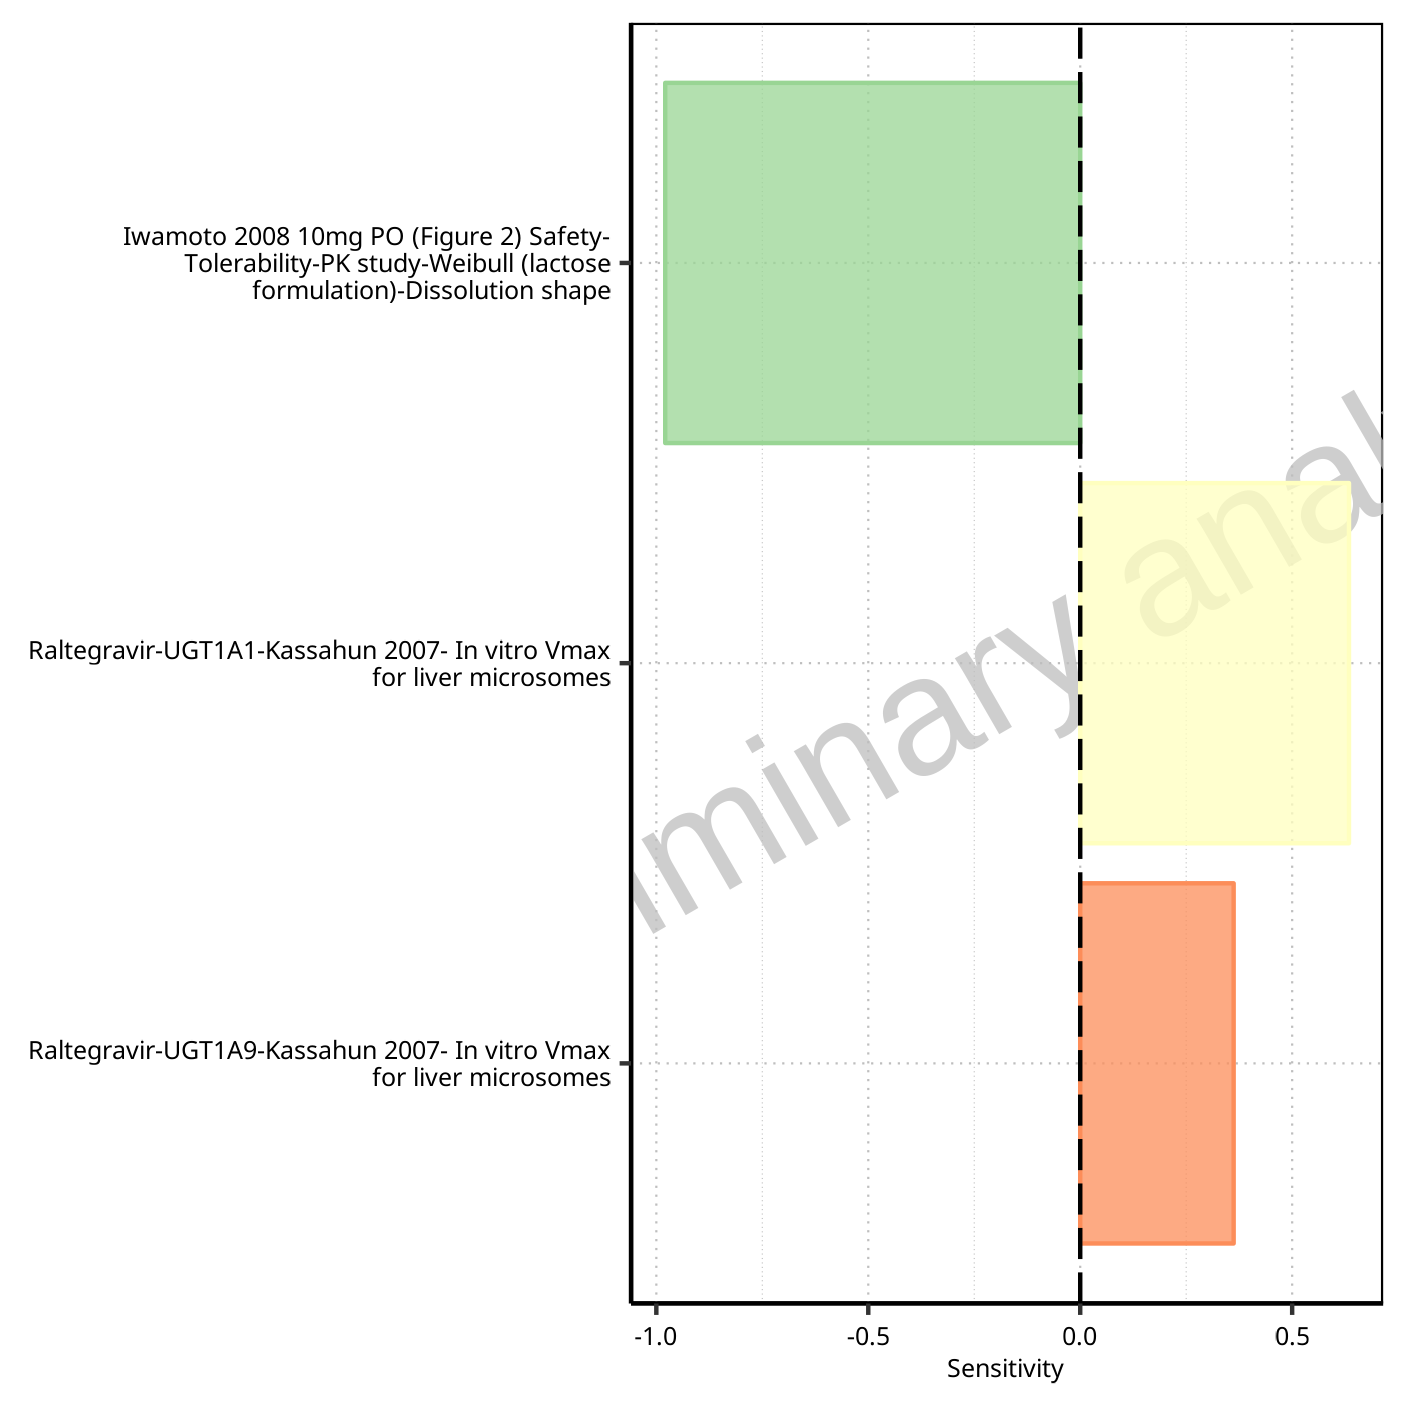 Iwamoto 2008 10mg PO (Figure 2) Safety-
Tolerability-PK study-Weibull (lactose
formulation)-Dissolution shape
Raltegravir-UGT1A1-Kassahun 2007- In vitro Vmax
for liver microsomes
Raltegravir-UGT1A9-Kassahun 2007- In vitro Vmax
for liver microsomes
minary anal
-1.0 -0.5 0.0 0.5
Sensitivity